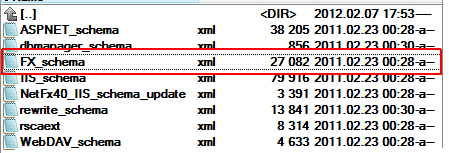 [..] <DIR> 2012.02.07 17:53----
ASPNET_schema xml 38 205 2011.02.23 00:28-a--
dbmanager_schema xml 856 2011.02.23 00:30-a--
FX_schema xml 27 082 2011.02.23 00:28-a--
IIS_schema xml 79 916 2011.02.23 00:28-a--
NetFx40_IIS_schema_update xml 3 391 2011.02.23 00:28-a--
rewrite_schema xml 13 841 2011.02.23 00:30-a--
rscaext xml 8 314 2011.02.23 00:28-a--
WebDAV_schema xml 4 633 2011.02.23 00:28-a--